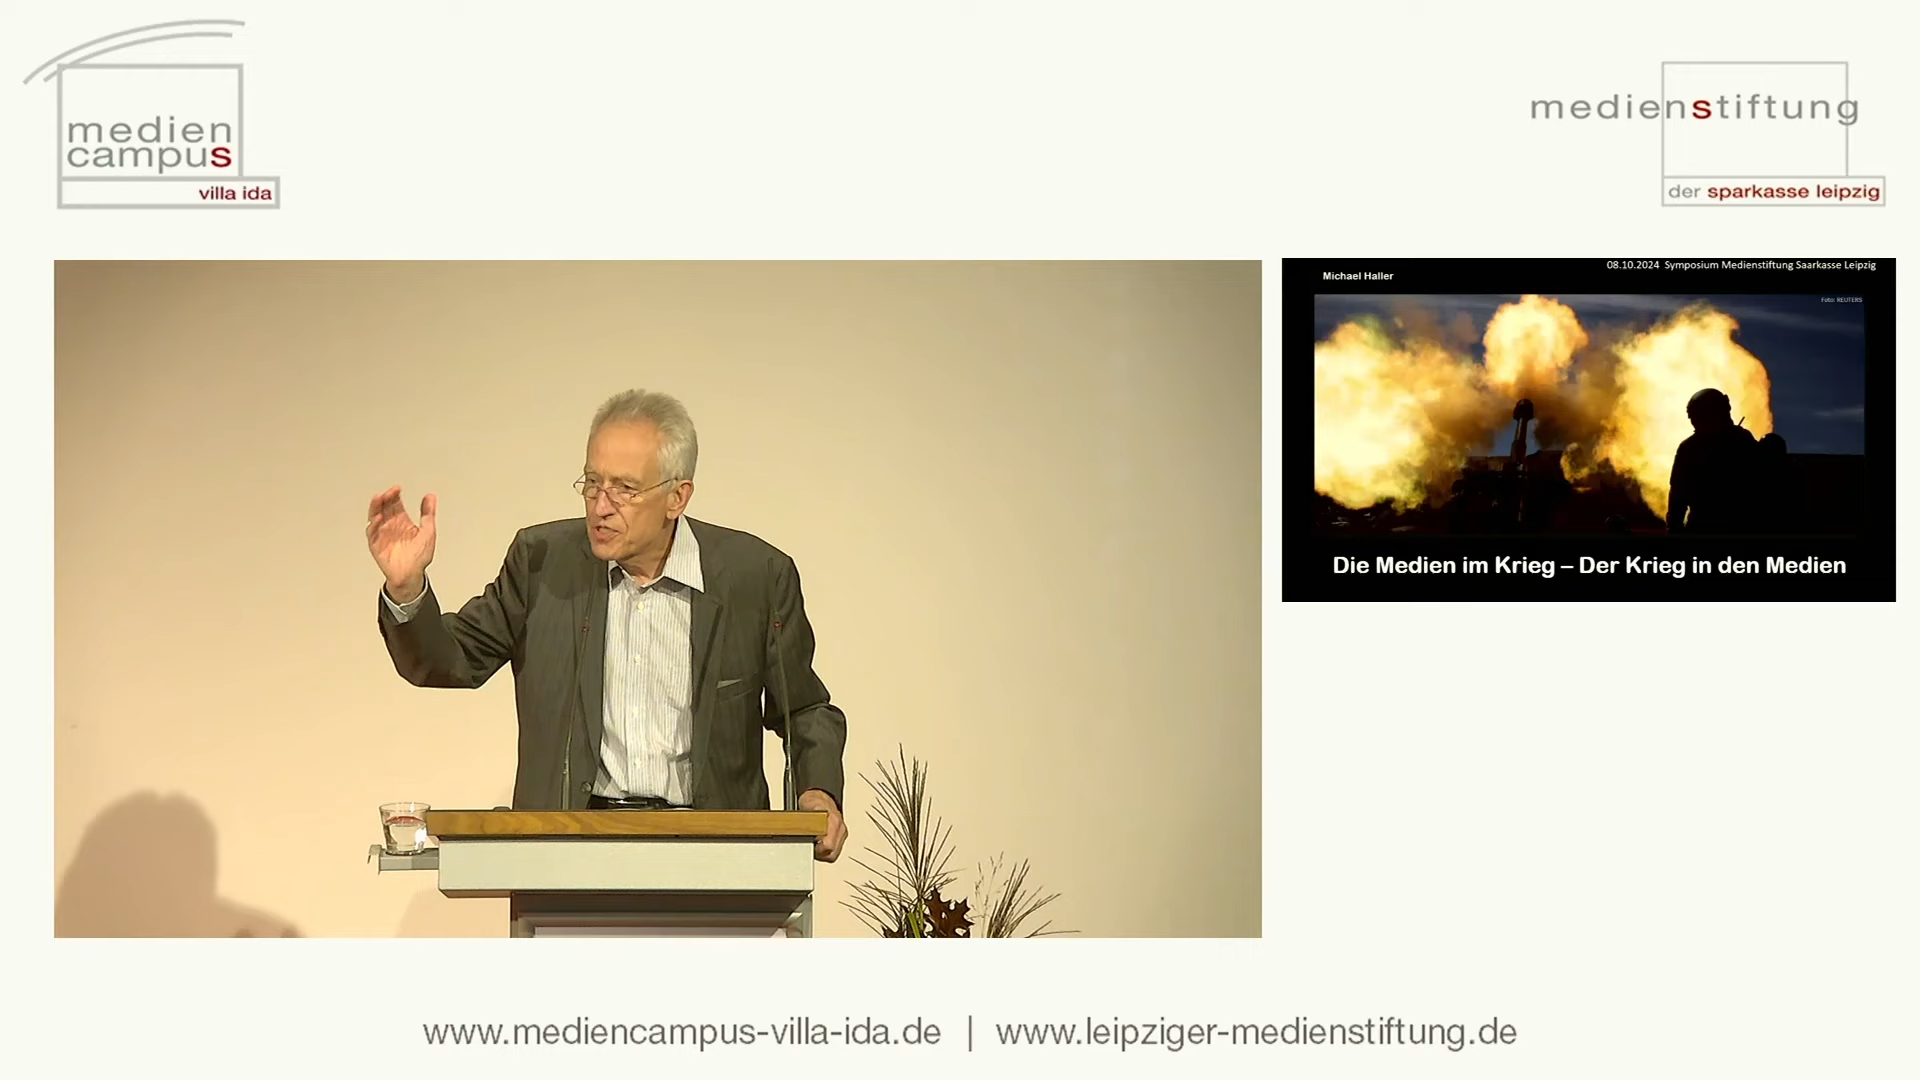 medien
campus
villa ida
medienstiftung
der sparkasse leipzig
08.10.2024 Symposium Medienstiftung Saarkasse Leipzig
Michael Haller
Foto: REUTERS
Die Medien im Krieg – Der Krieg in den Medien
www.mediencampus-villa-ida.de | www.leipziger-medienstiftung.de